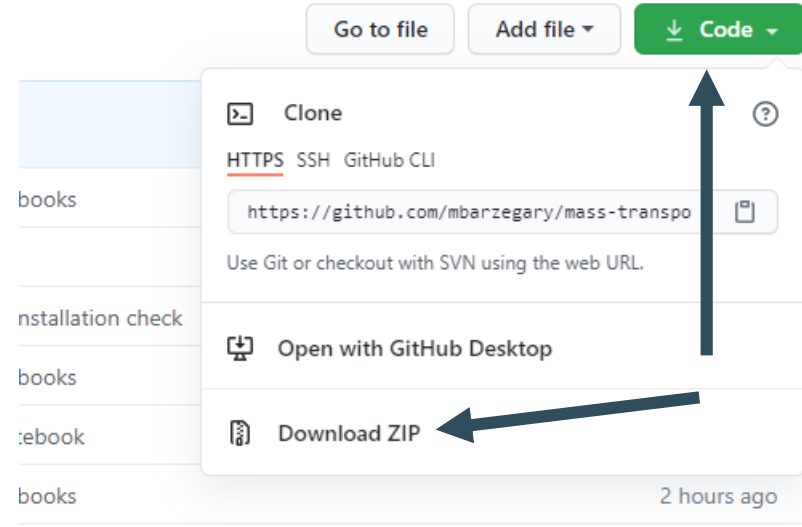 Go to file Add file Code
Clone
HTTPS SSH GitHub CLI
books
https://github.com/mbarzegary/mass-transpo
Use Git or checkout with SVN using the web URL.
nstallation check
Open with GitHub Desktop
books
tebook
Download ZIP
books
2 hours ago